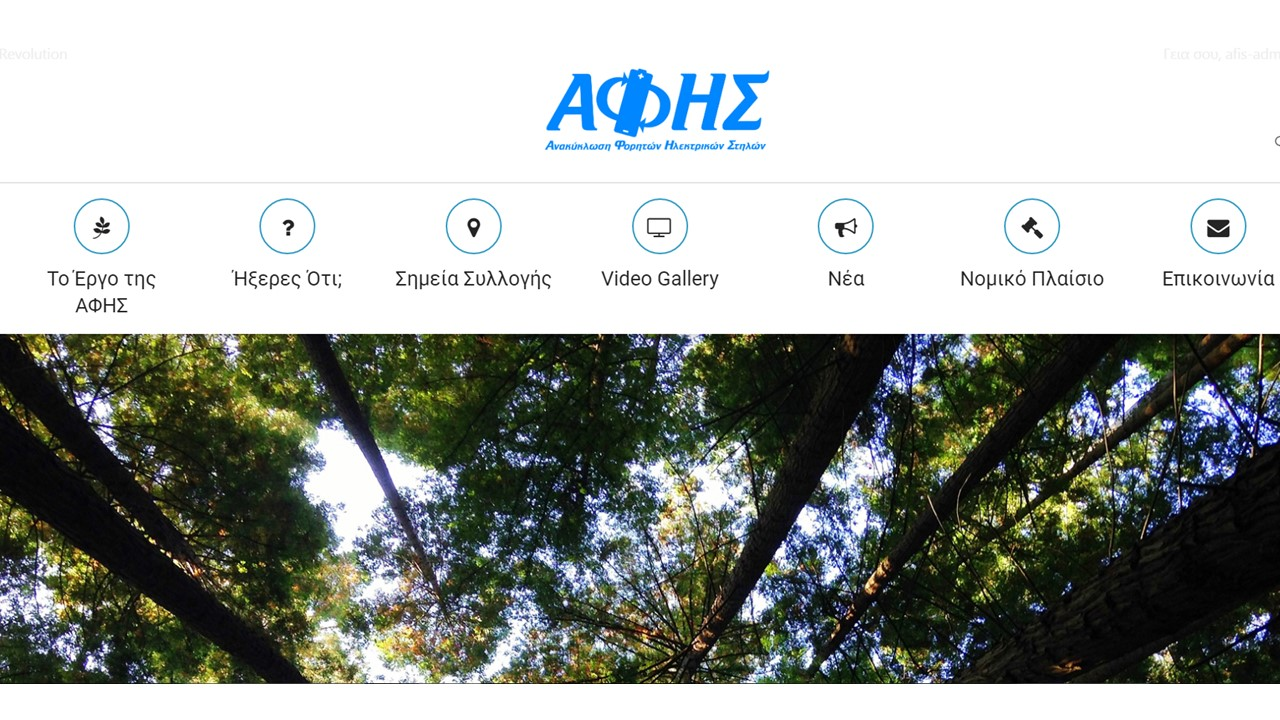 Revolution
Γεια σου, afis-adm
ΑΦΗΣ
Ανακύκλωση Φορητών Ηλεκτρικών Στηλών
Το Έργο της
ΑΦΗΣ
Ήξερες Ότι;
Σημεία Συλλογής
Video Gallery
Νέα
Νομικό Πλαίσιο
Επικοινωνία